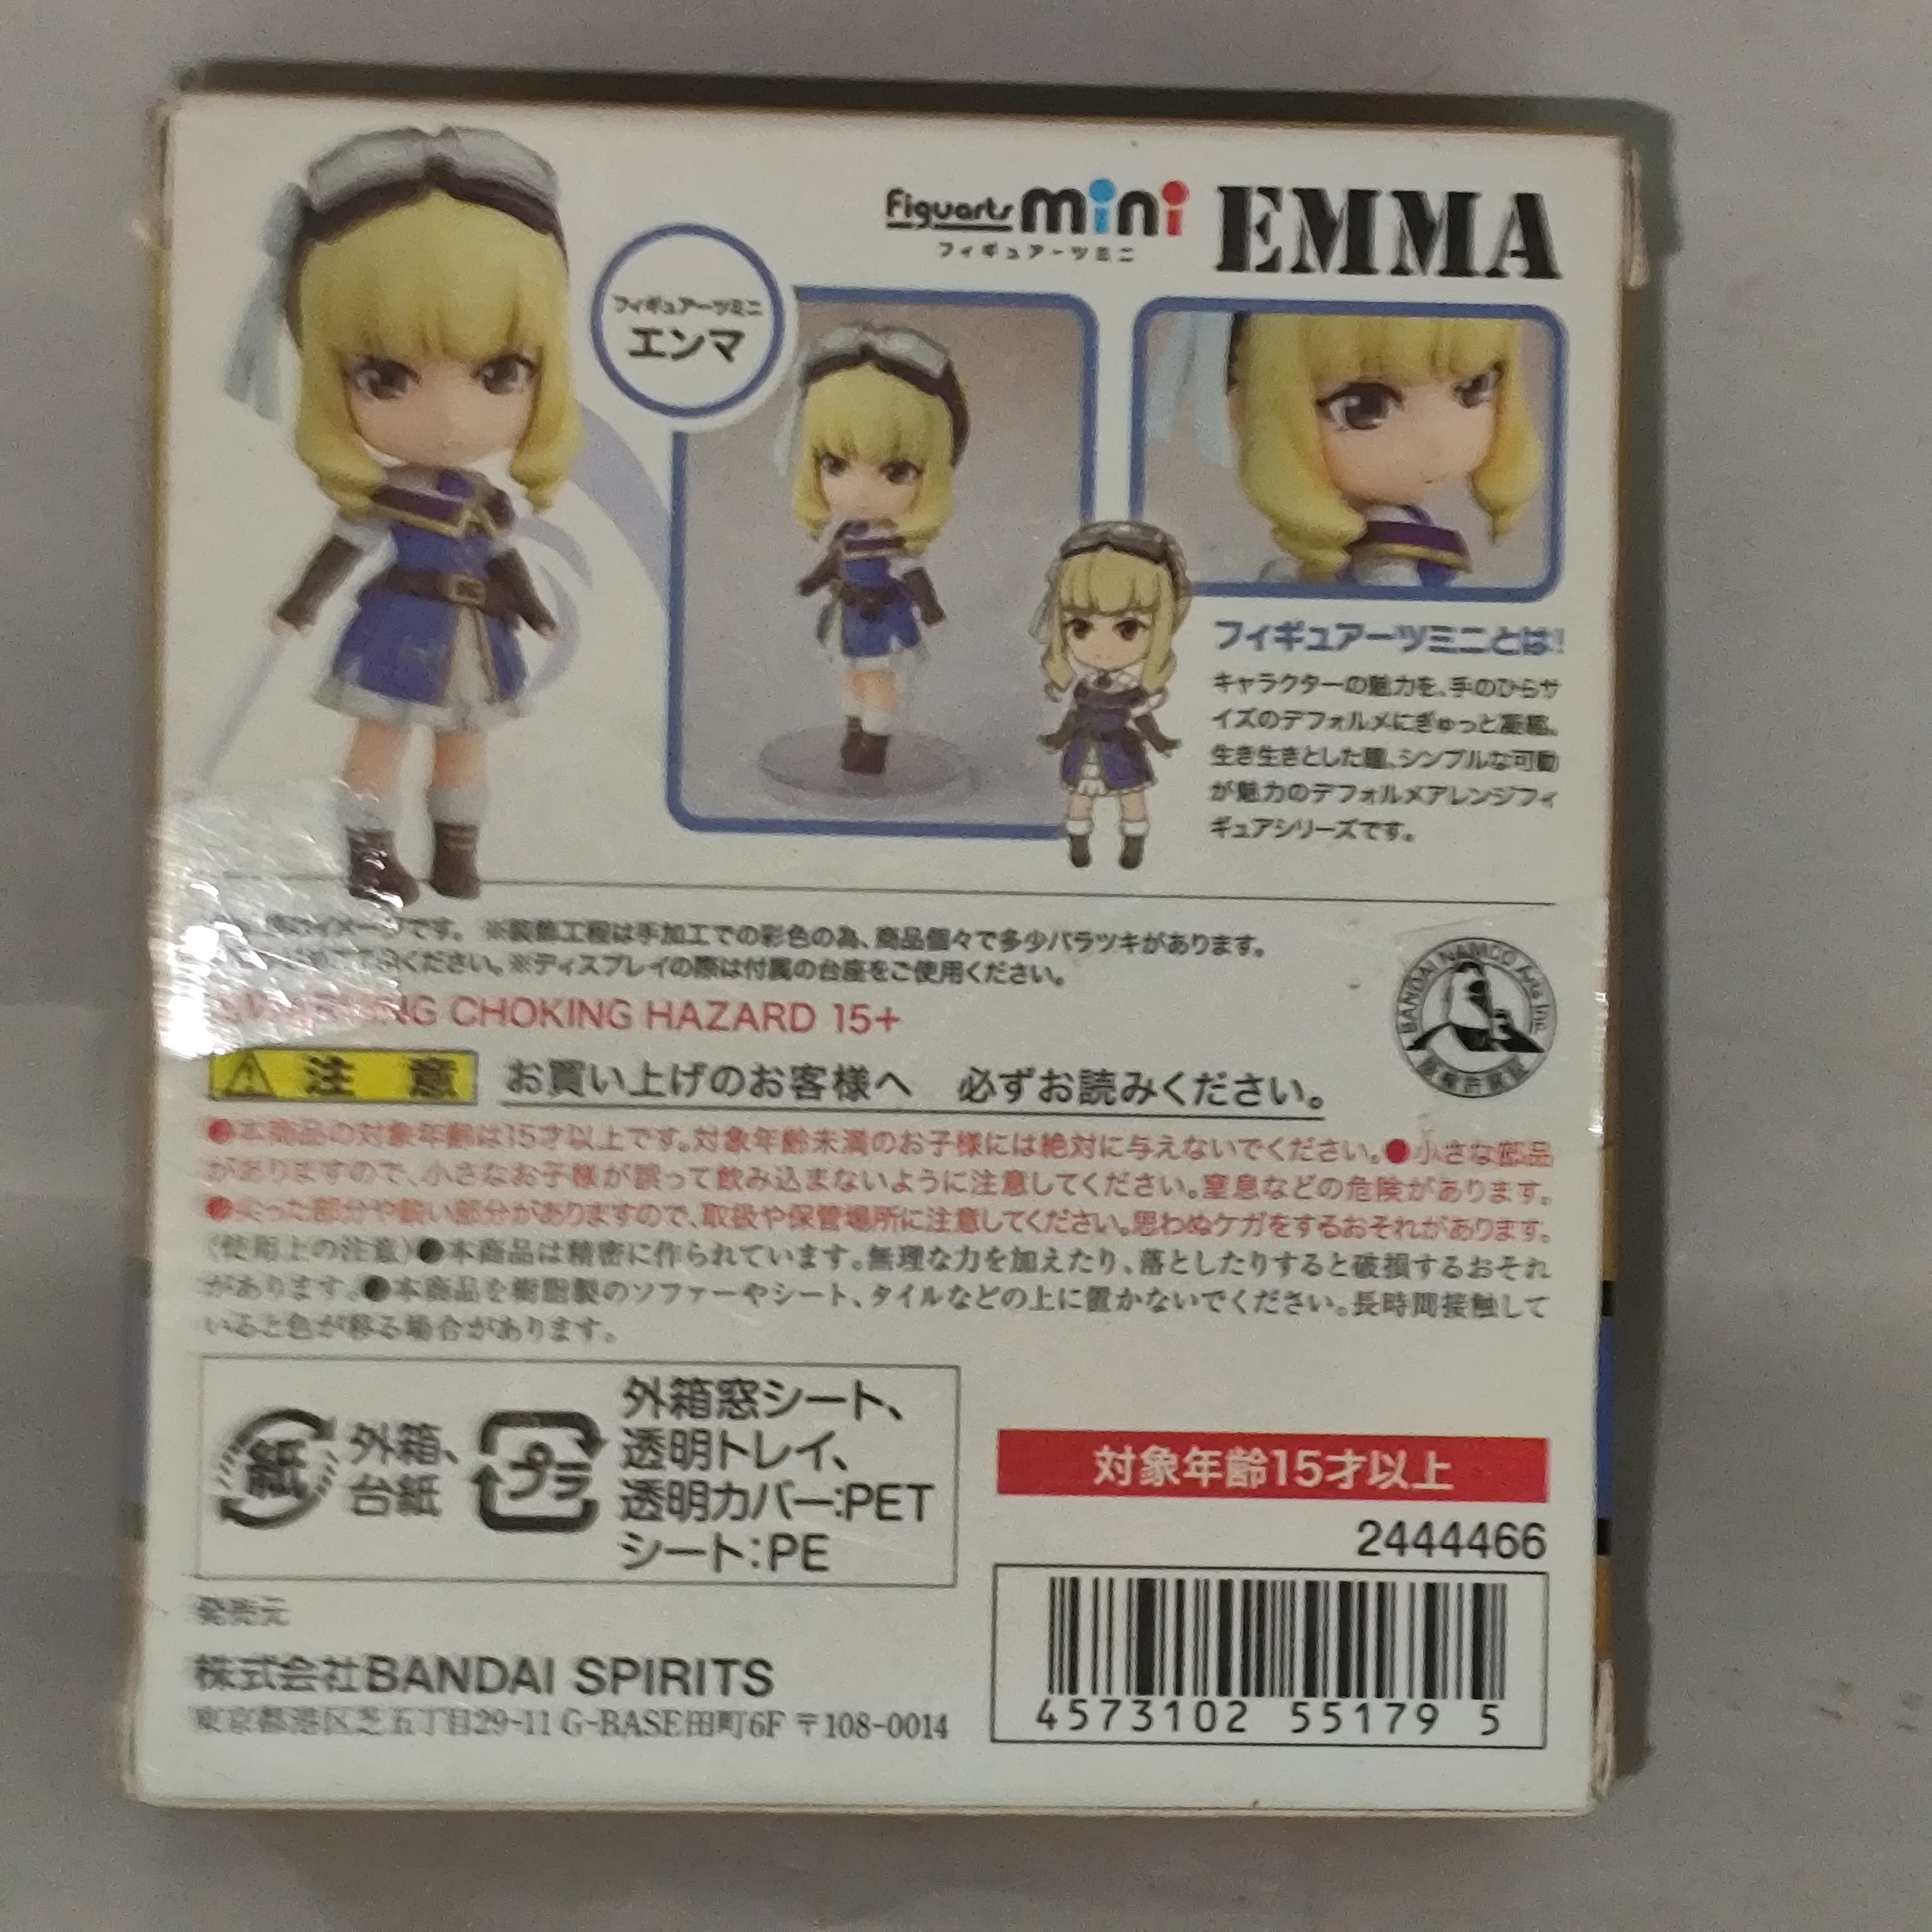 Figuarts mini EMMA
フィギュアーツミニ
フィギュアーツミニ
エンマ
フィギュアーツミニとは!
キャラクターの魅力を、手のひらサ
イズのデフォルメにぎゅっと凝縮。
生き生きとした瞳、シンプルな可動
が魅力のデフォルメアレンジフィ
ギュアシリーズです。
イメージです。※装飾工程は手加工での彩色の為、商品個々で多少バラツキがあります。
ください。※ディスプレイの際は付属の台座をご使用ください。
WARNING CHOKING HAZARD 15+
BANDAI NAMCO Arts Inc.
注意 お買い上げのお客様へ 必ずお読みください。
●本商品の対象年齢は15才以上です。対象年齢未満のお子様には絶対に与えないでください。●小さな部品
がありますので、小さなお子様が誤って飲み込まないように注意してください。窒息などの危険があります。
●尖った部分や鋭い部分がありますので、取扱や保管場所に注意してください。思わぬケガをするおそれがあります。
〈使用上の注意〉●本商品は精密に作られています。無理な力を加えたり、落としたりすると破損するおそれ
があります。●本商品を樹脂製のソファーやシート、タイルなどの上に置かないでください。長時間接触して
いると色が移る場合があります。
紙 外箱、
台紙
プラ 外箱窓シート、
透明トレイ、
透明カバー:PET
シート:PE
対象年齢15才以上
2444466
発売元
株式会社BANDAI SPIRITS
東京都港区芝五丁目29-11 G-BASE田町6F 〒108-0014
4573102 55179 5